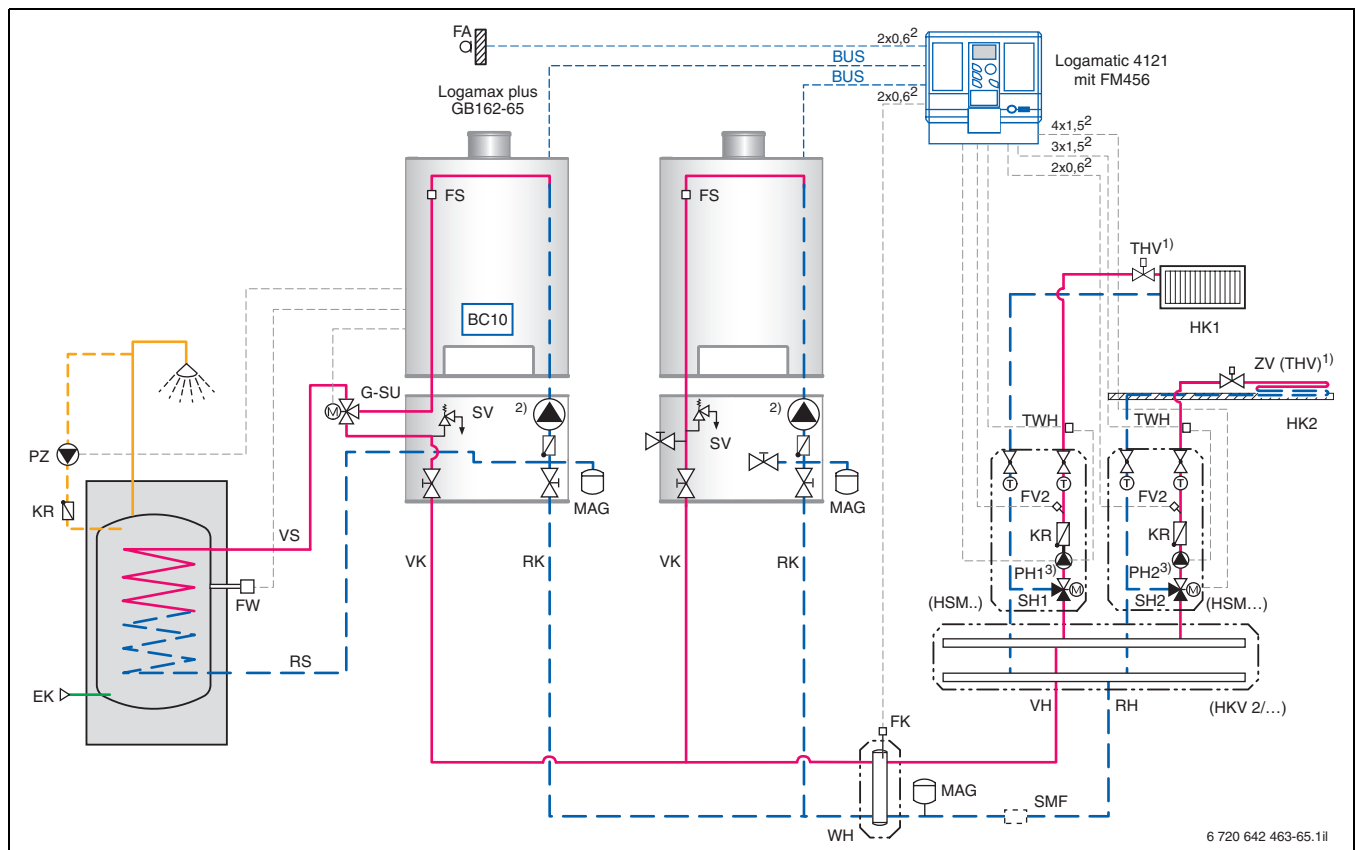 FA
2x0,6²
BUS
BUS
2x0,6²
Logamatic 4121
mit FM456
Logamax plus
GB162-65
4x1,5²
3x1,5²
2x0,6²
FS
FS
THV¹⁾
HK1
BC10
ZV (THV)¹⁾
HK2
G-SU
M
SV
2)
SV
2)
TWH
TWH
PZ
MAG
MAG
T
T
T
T
FV2
FV2
KR
KR
KR
VS
VK
RK
VK
RK
PH1³⁾
PH2³⁾
M
M
FW
(HSM..)
SH1
SH2
(HSM...)
RS
EK
VH
RH
(HKV 2/...)
FK
MAG
SMF
WH
6 720 642 463-65.1il